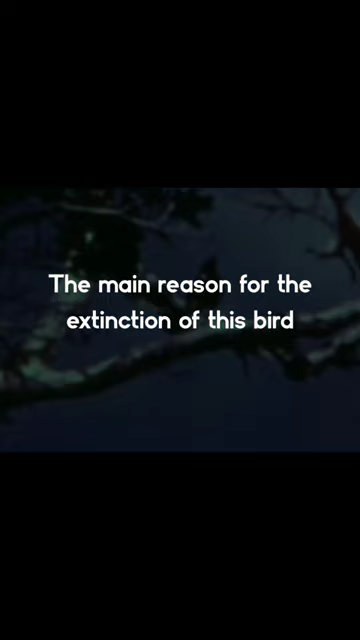 The main reason for the
extinction of this bird